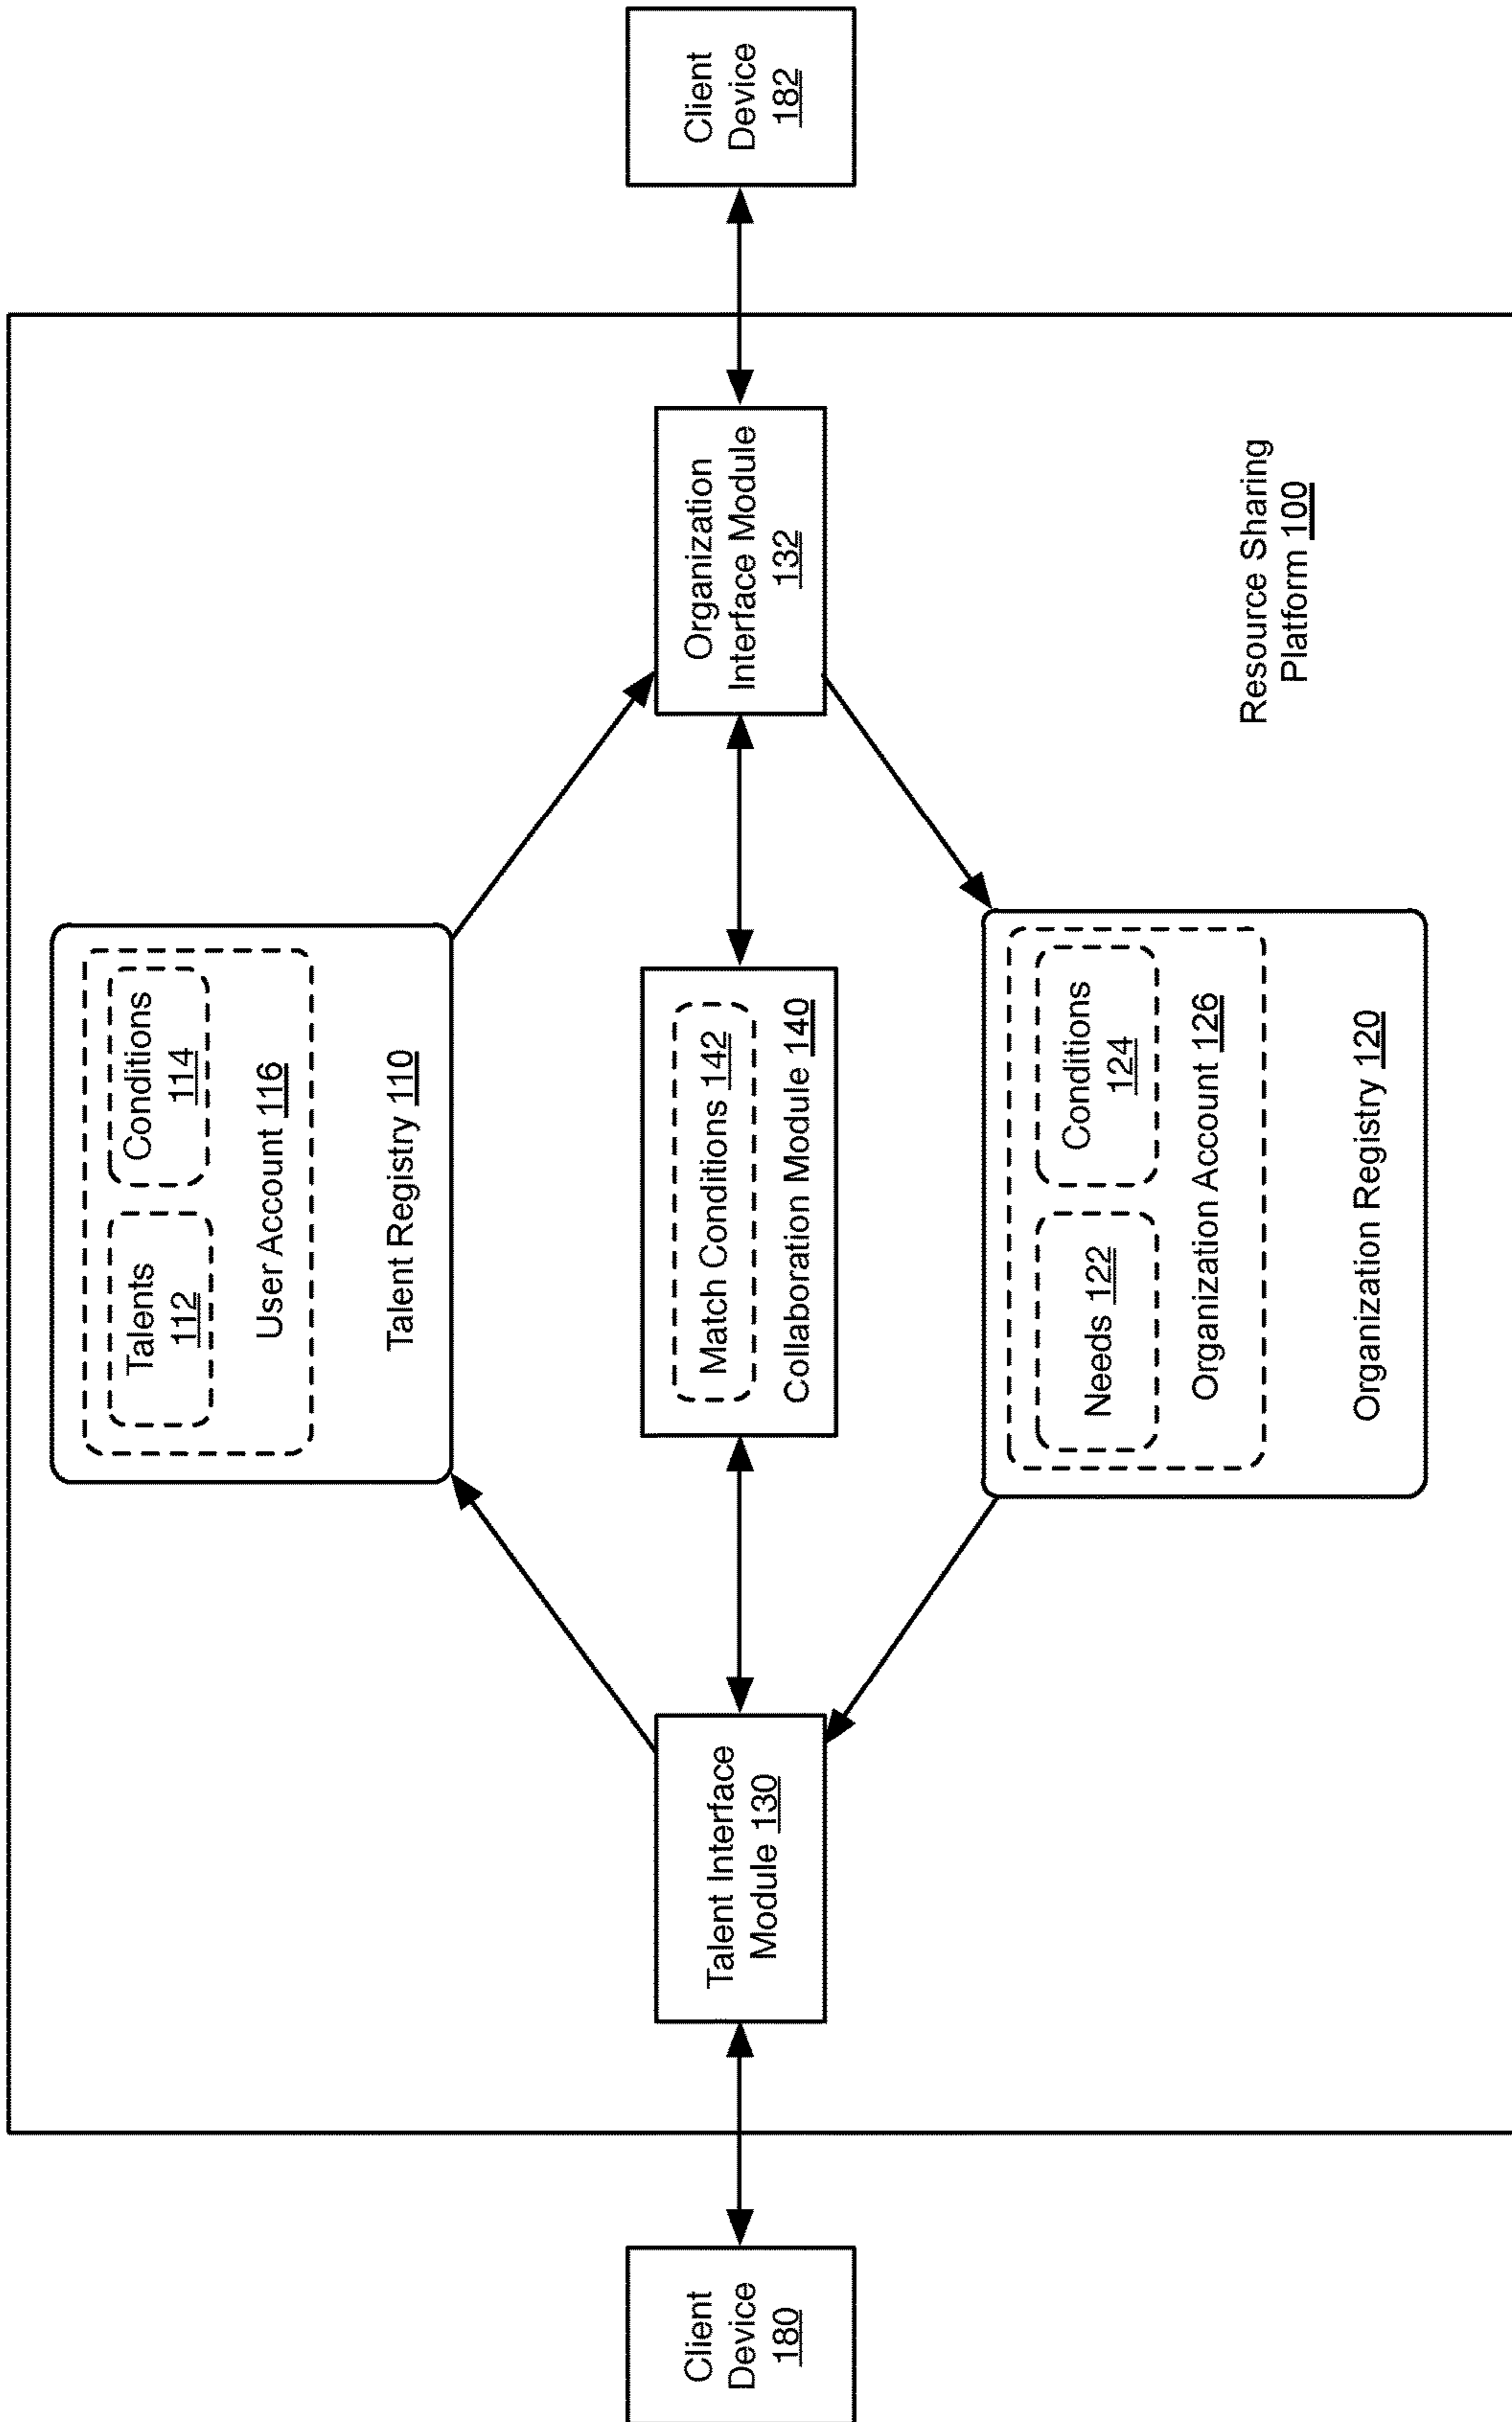 Talents
112
Conditions
114
User Account 116
Talent Registry 110
Client
Device
180
Talent Interface
Module 130
Match Conditions 142
Collaboration Module 140
Organization
Interface Module
132
Client
Device
182
Needs 122
Conditions
124
Organization Account 126
Organization Registry 120
Resource Sharing
Platform 100